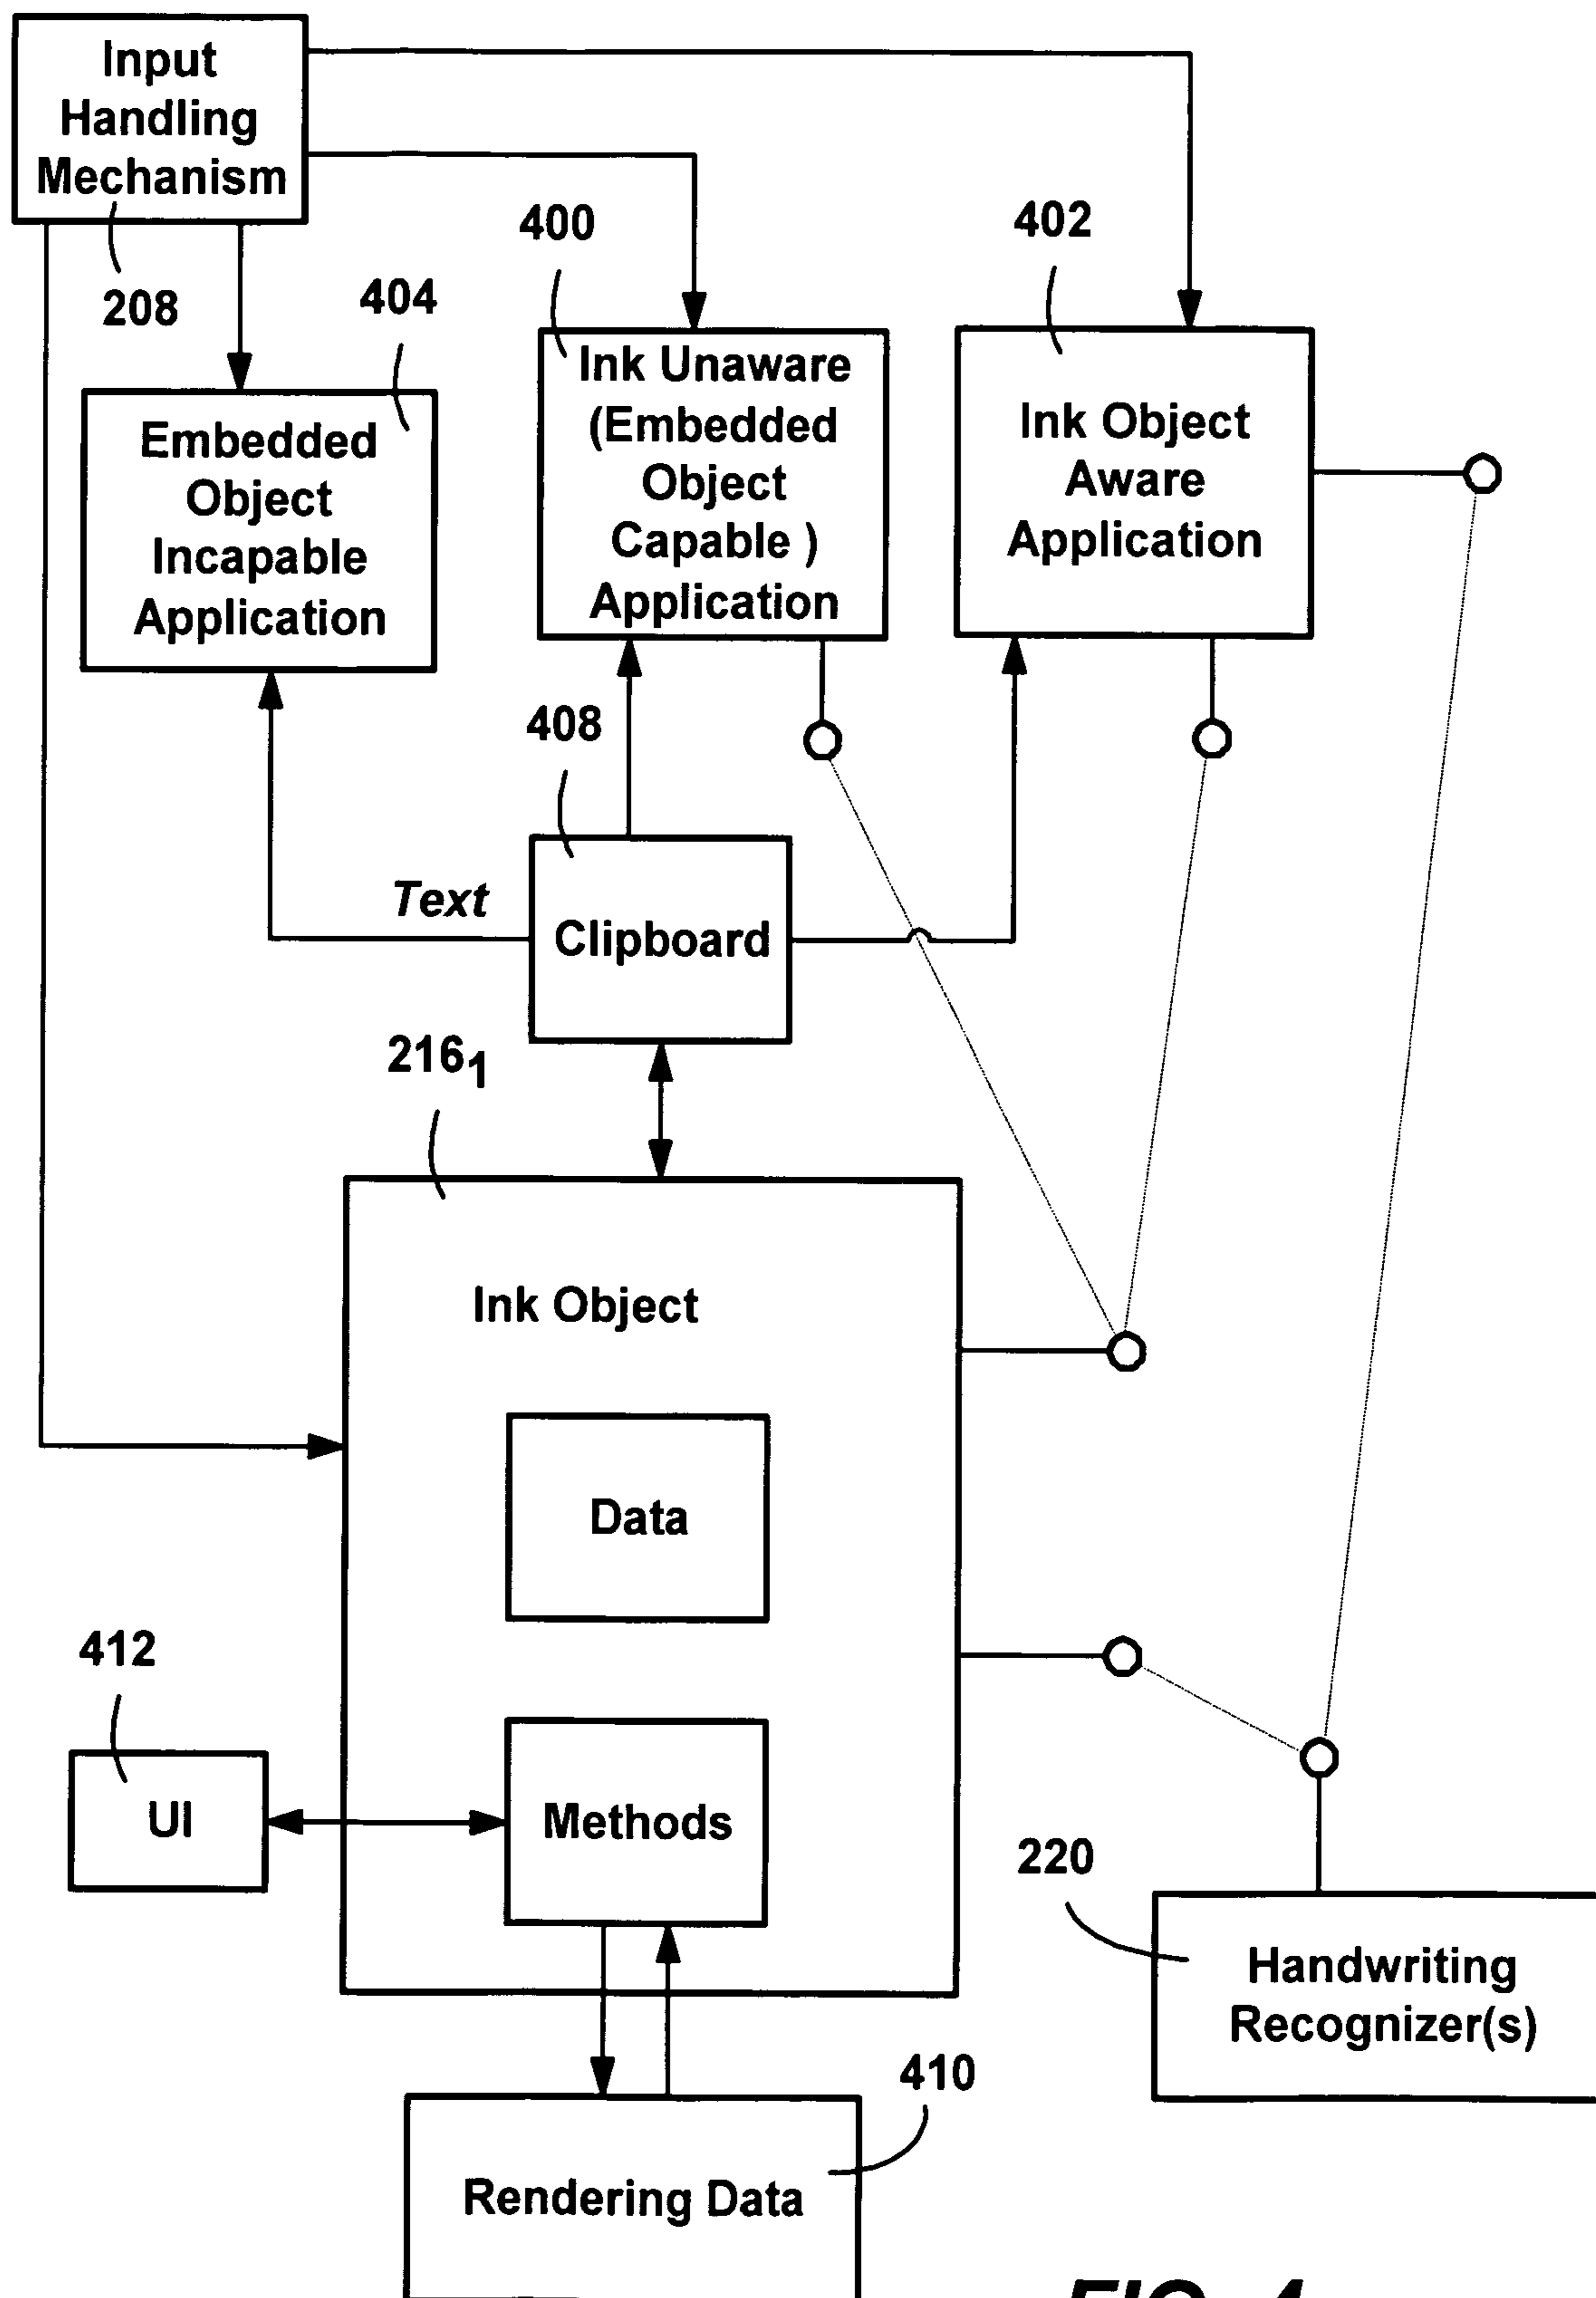 Input
Handling
Mechanism
208
404
400
402
Embedded
Object
Incapable
Application
Ink Unaware
(Embedded
Object
Capable )
Application
Ink Object
Aware
Application
408
Text
Clipboard
216₁
Ink Object
Data
412
UI
Methods
220
Handwriting
Recognizer(s)
410
Rendering Data